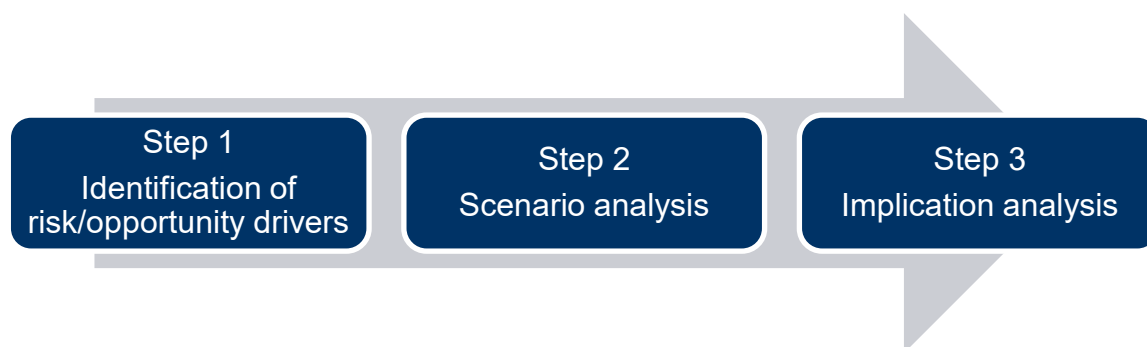 Step 1
Identification of
risk/opportunity drivers
Step 2
Scenario analysis
Step 3
Implication analysis